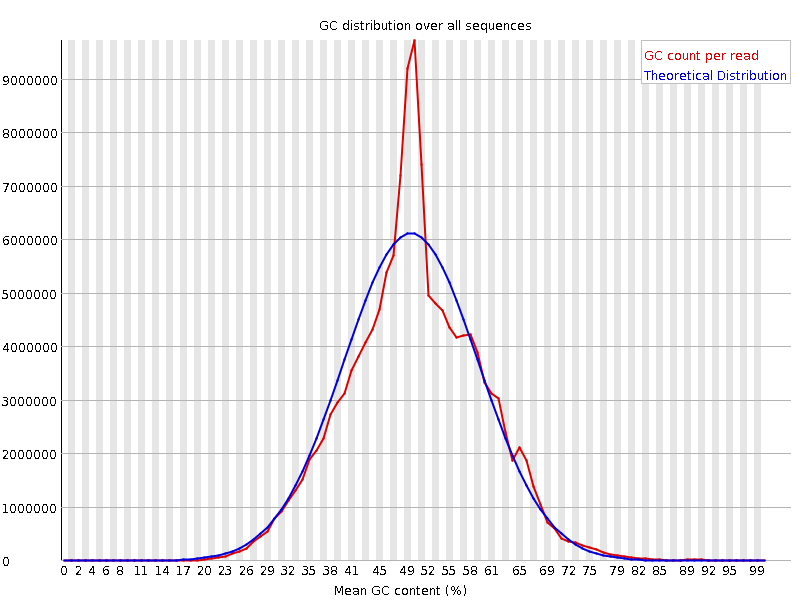 GC distribution over all sequences
GC count per read
Theoretical Distribution
9000000
8000000
7000000
6000000
5000000
4000000
3000000
2000000
1000000
0
0 2 4 6 8 11 14 17 20 23 26 29 32 35 38 41 45 49 52 55 58 61 65 69 72 75 79 82 85 89 92 95 99
Mean GC content (%)